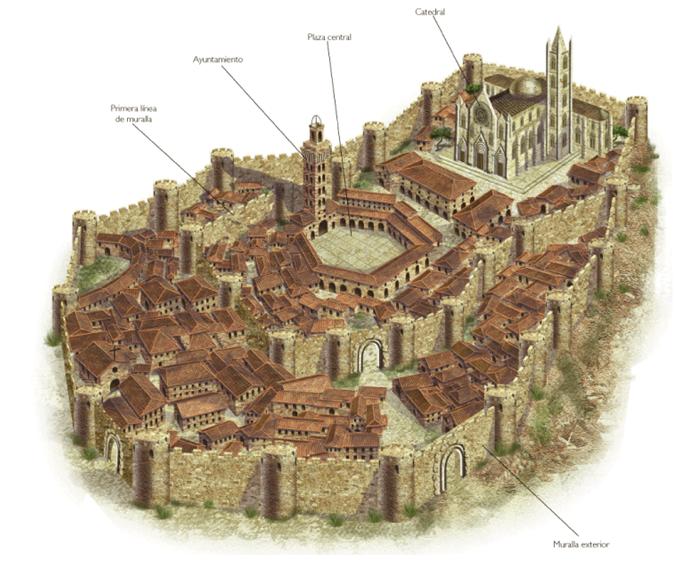 Catedral
Plaza central
Ayuntamiento
Primera línea
de muralla
Muralla exterior